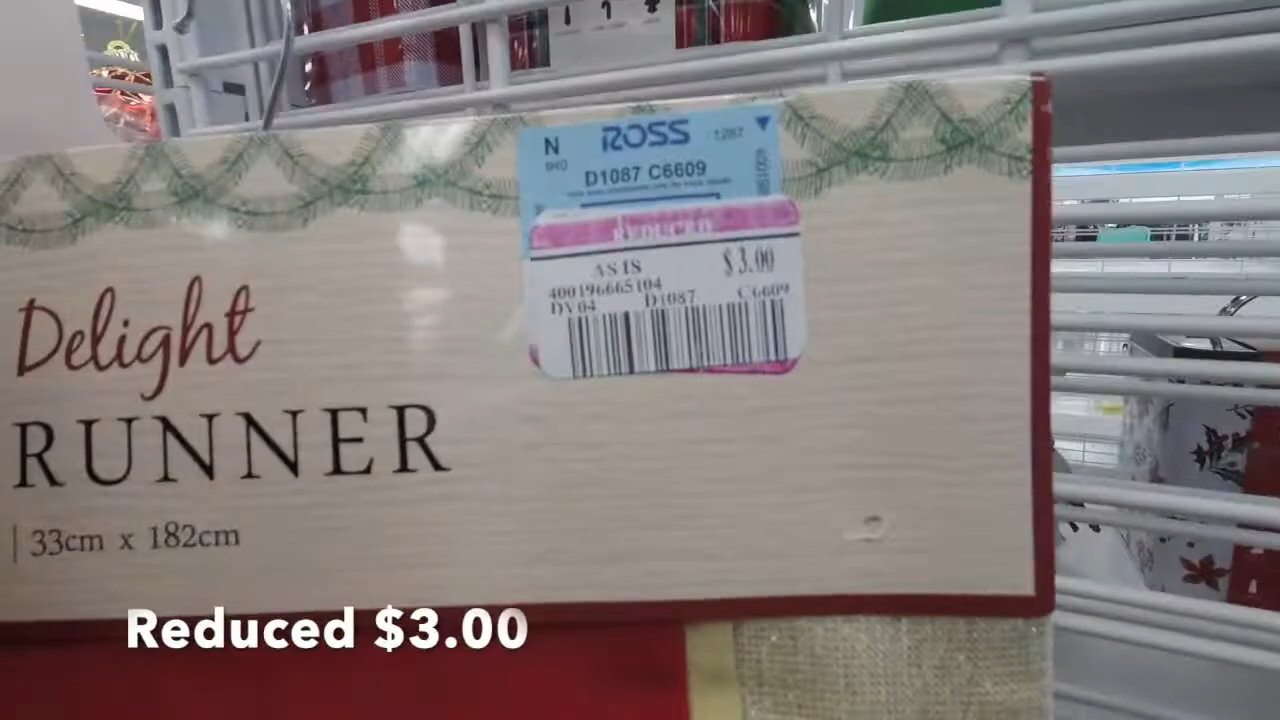 N ROSS 1287
D1087 C6609
REDUCED
AS IS $3.00
400196665104
DV04 D1087 C6609
Delight
RUNNER
33cm x 182cm
Reduced $3.00